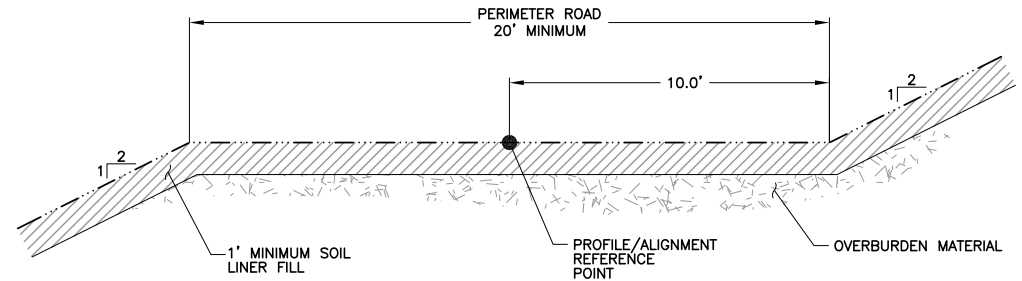 PERIMETER ROAD
20' MINIMUM
10.0'
2
1
2
1
1' MINIMUM SOIL
LINER FILL
PROFILE/ALIGNMENT
REFERENCE
POINT
OVERBURDEN MATERIAL